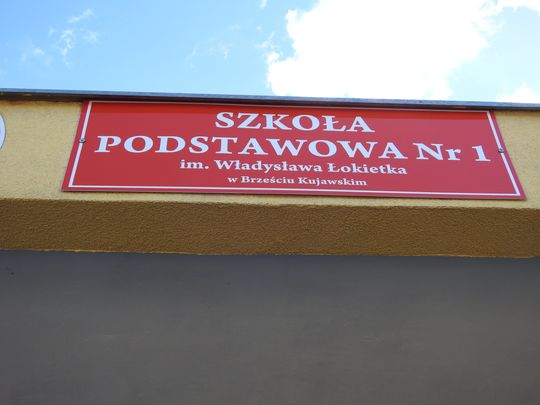 SZKOŁA
PODSTAWOWA Nr 1
im. Władysława Łokietka
w Brześciu Kujawskim